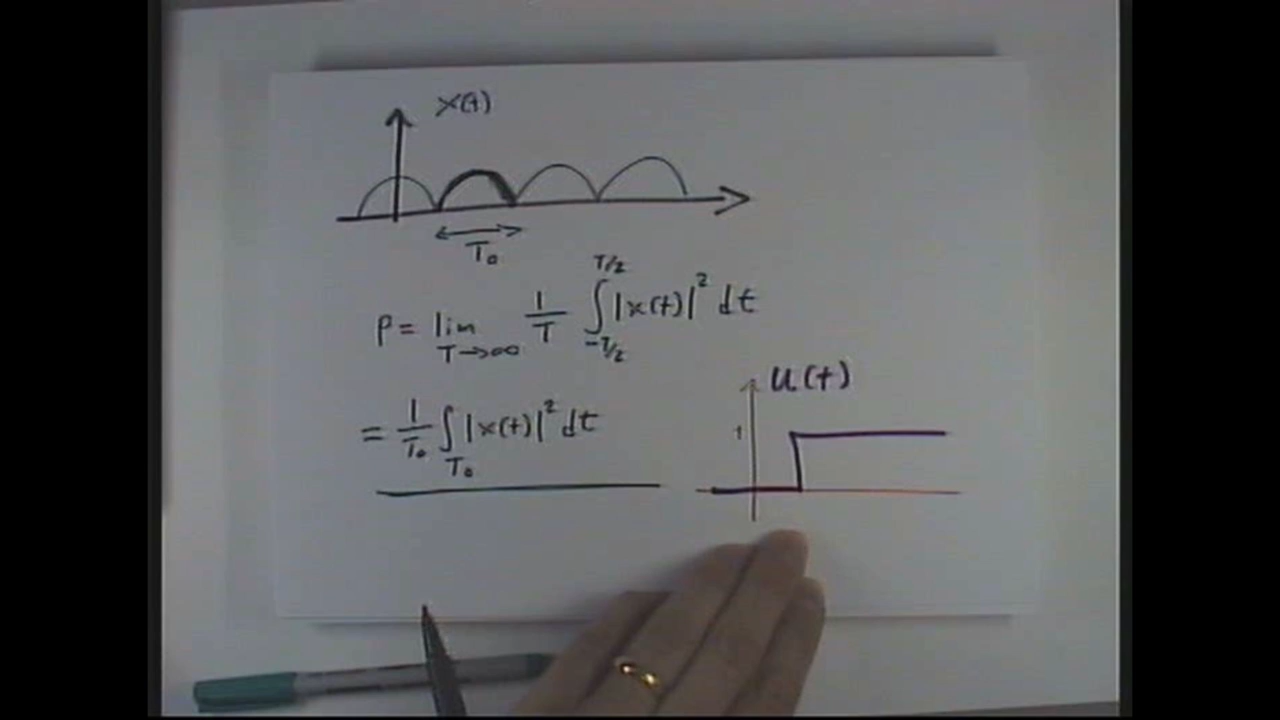 x(t)
T₀
P = lim T→∞ 1/T ∫_{-T/2}^{T/2} |x(t)|² dt
= 1/T₀ ∫_{T₀} |x(t)|² dt
u(t)
1